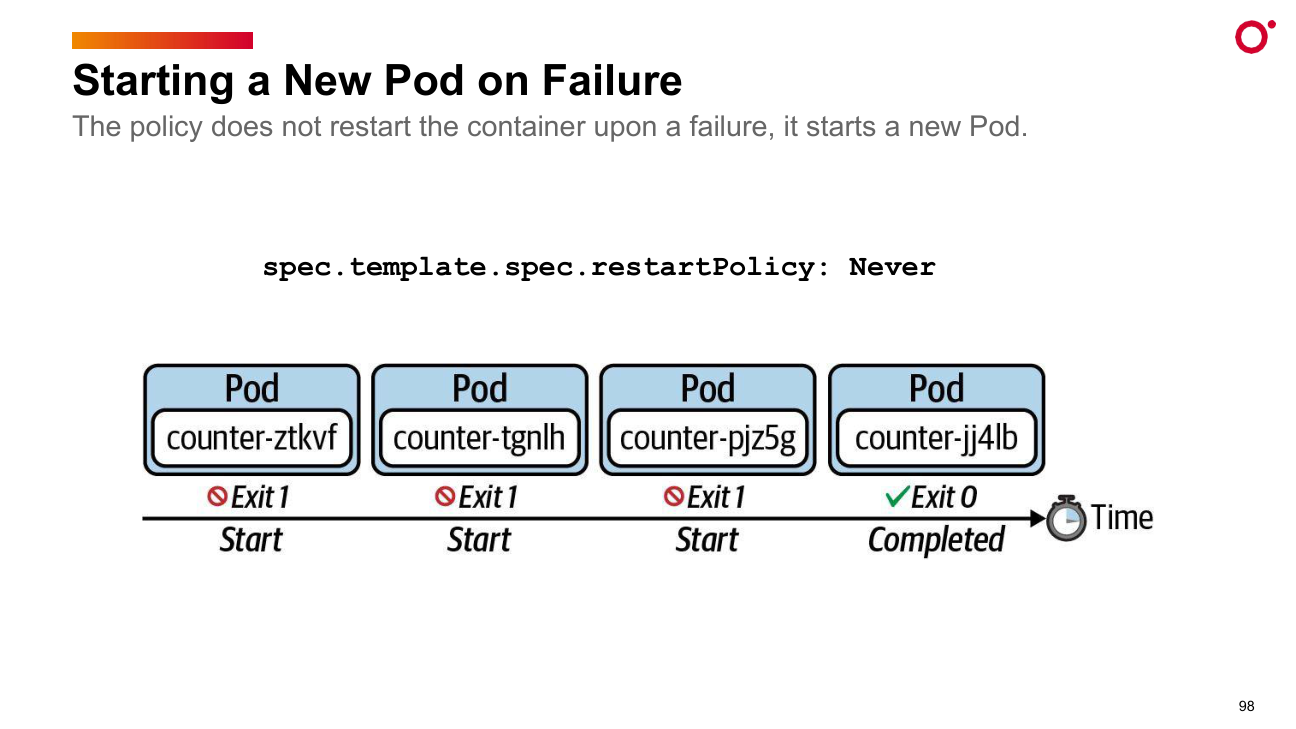 Starting a New Pod on Failure
The policy does not restart the container upon a failure, it starts a new Pod.
spec.template.spec.restartPolicy: Never
Pod Pod Pod Pod
counter-ztkvf counter-tgnlh counter-pjz5g counter-jj4lb
Exit 1 Exit 1 Exit 1 Exit 0
Time
Start Start Start Completed
98